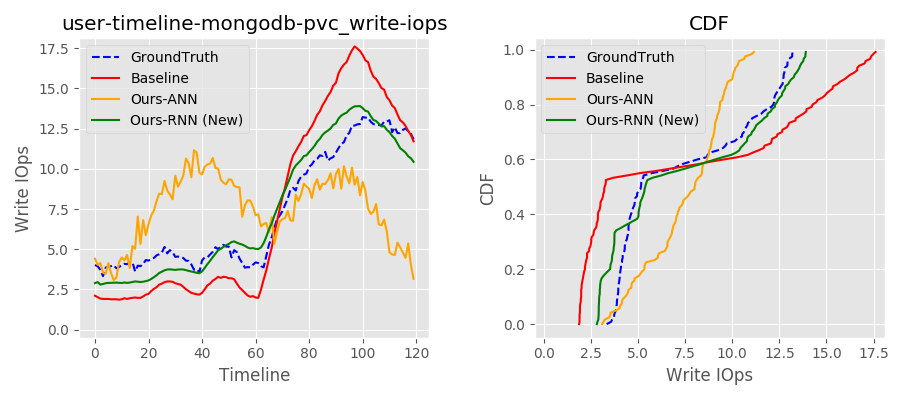 user-timeline-mongodb-pvc_write-iops
GroundTruth
Baseline
Ours-ANN
Ours-RNN (New)
Write IOps
17.5
15.0
12.5
10.0
7.5
5.0
2.5
0.0
0 20 40 60 80 100 120
Timeline
CDF
GroundTruth
Baseline
Ours-ANN
Ours-RNN (New)
CDF
1.0
0.8
0.6
0.4
0.2
0.0
0.0 2.5 5.0 7.5 10.0 12.5 15.0 17.5
Write IOps